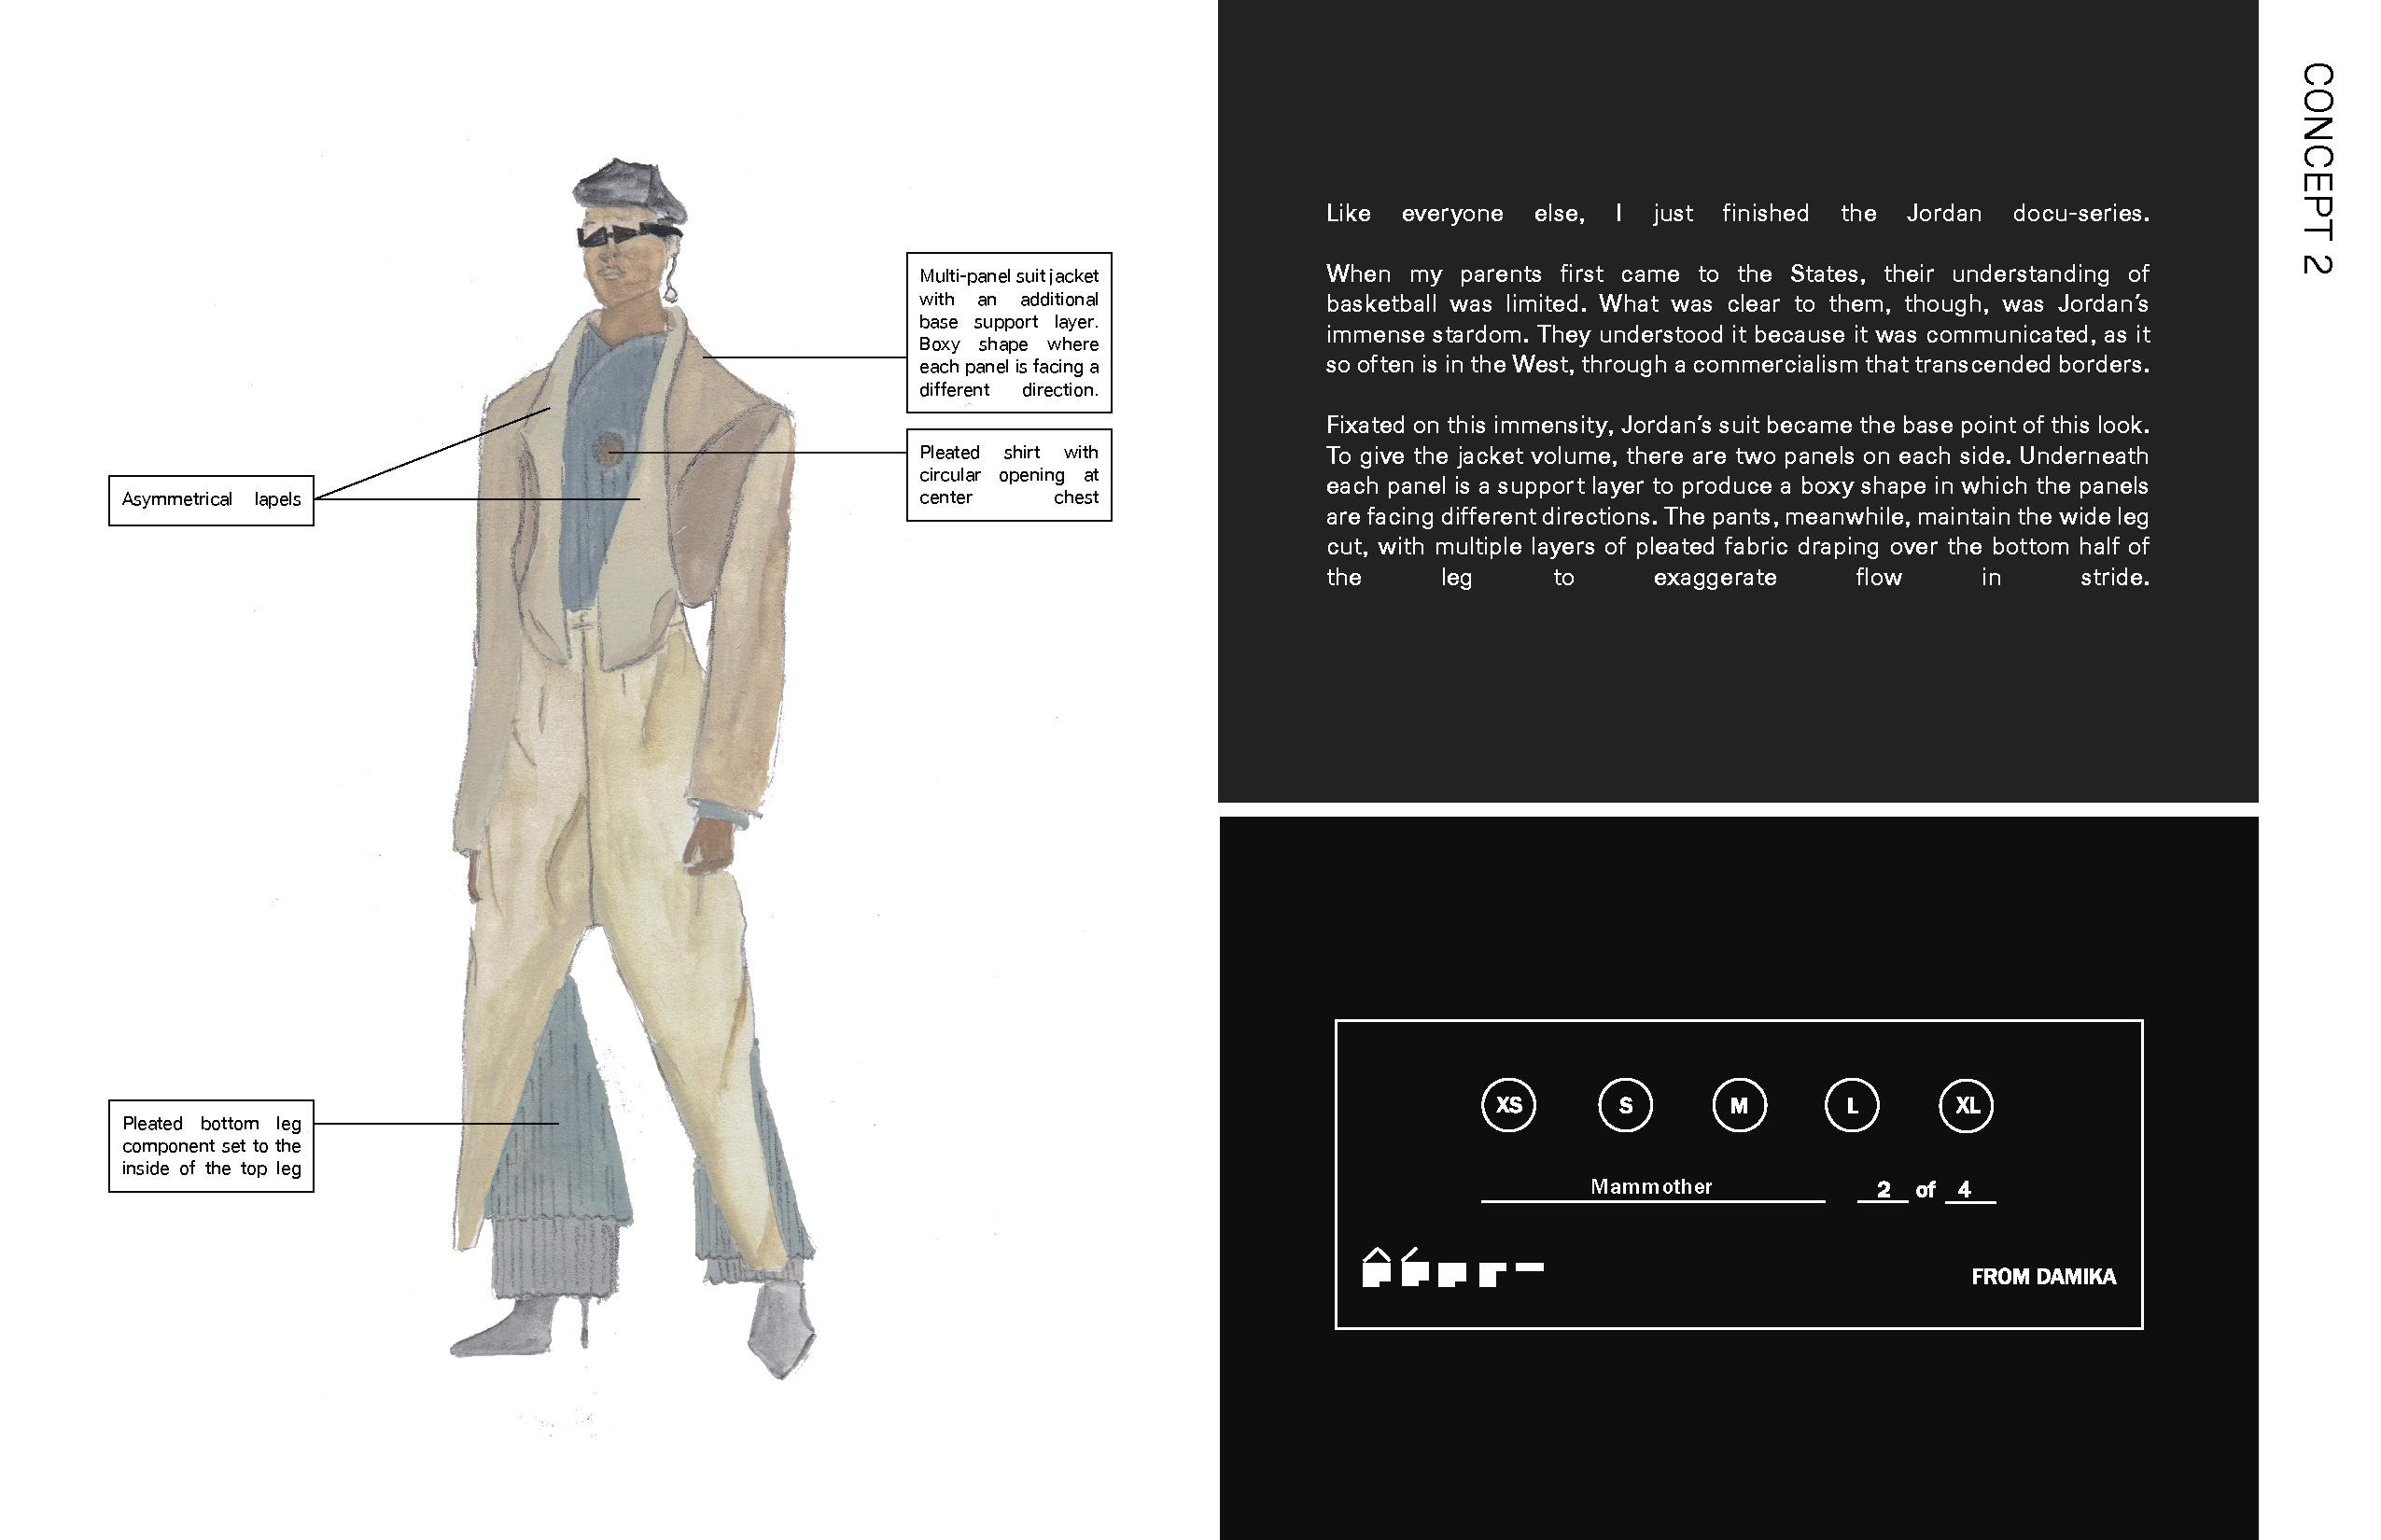 CONCEPT 2
Multi-panel suit jacket
with an additional
base support layer.
Boxy shape where
each panel is facing a
different direction.
Pleated shirt with
circular opening at
center chest
Asymmetrical lapels
Pleated bottom leg
component set to the
inside of the top leg
Like everyone else, I just finished the Jordan docu-series.
When my parents first came to the States, their understanding of
basketball was limited. What was clear to them, though, was Jordan's
immense stardom. They understood it because it was communicated, as it
so often is in the West, through a commercialism that transcended borders.
Fixated on this immensity, Jordan's suit became the base point of this look.
To give the jacket volume, there are two panels on each side. Underneath
each panel is a support layer to produce a boxy shape in which the panels
are facing different directions. The pants, meanwhile, maintain the wide leg
cut, with multiple layers of pleated fabric draping over the bottom half of
the leg to exaggerate flow in stride.
XS S M L XL
Mammother 2 of 4
FROM DAMIKA